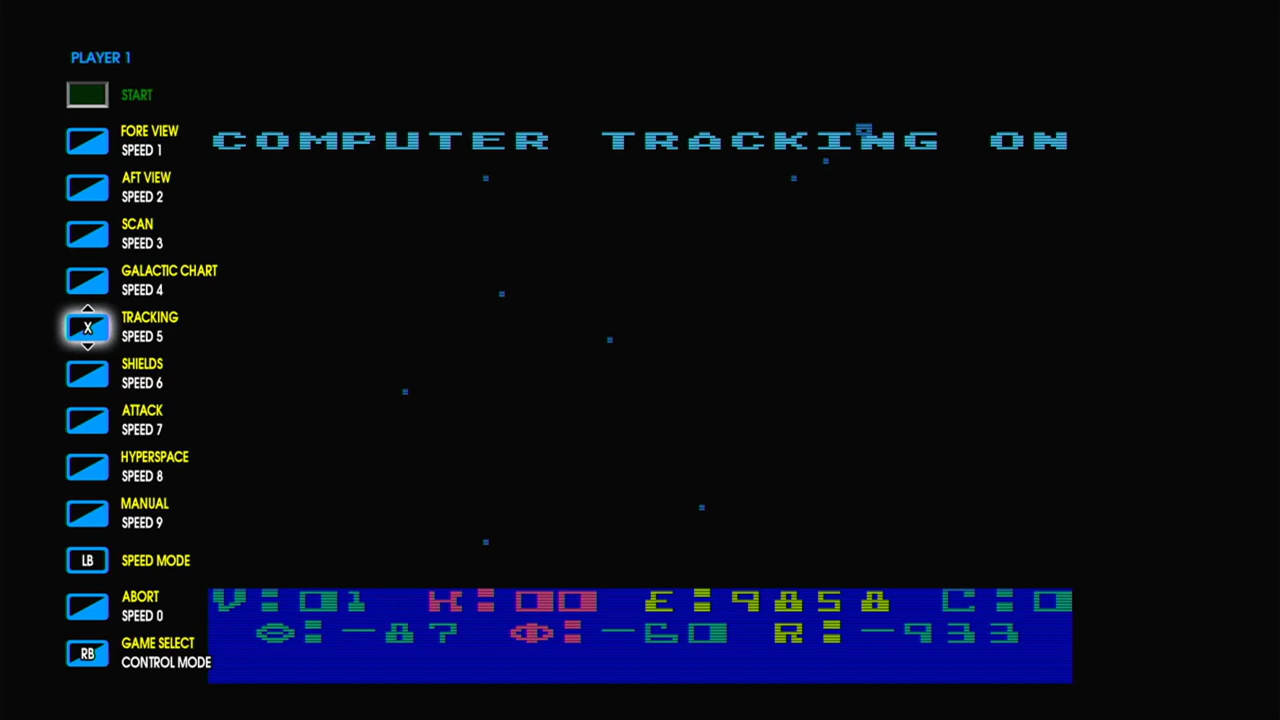 PLAYER 1
START
FORE VIEW
SPEED 1
COMPUTER TRACKING ON
AFT VIEW
SPEED 2
SCAN
SPEED 3
GALACTIC CHART
SPEED 4
X
TRACKING
SPEED 5
SHIELDS
SPEED 6
ATTACK
SPEED 7
HYPERSPACE
SPEED 8
MANUAL
SPEED 9
LB
SPEED MODE
ABORT
SPEED 0
RB
GAME SELECT
CONTROL MODE
V:01 K:00 E:9858 C:0
Θ:-87 Φ:-60 R:-933